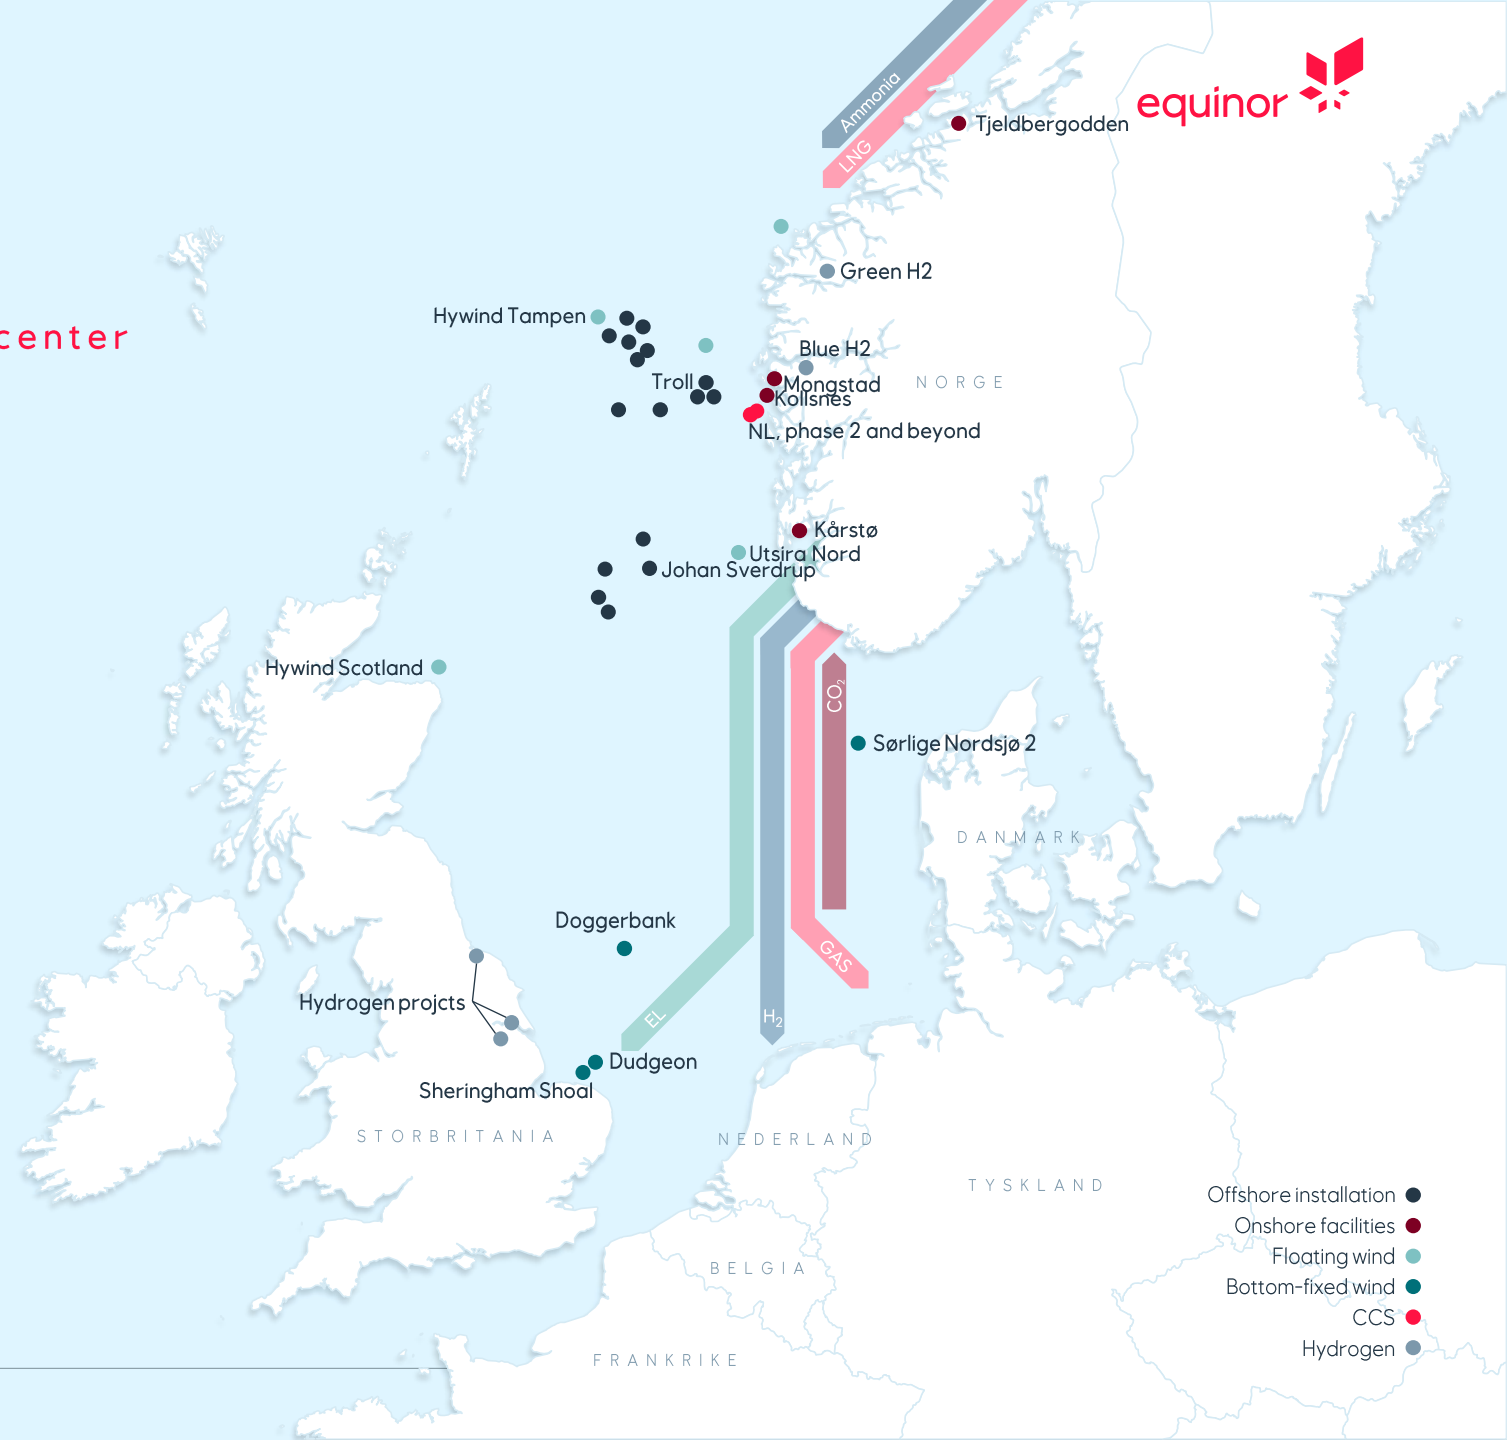 Ammonia
LNG
equinor
Tjeldbergodden
Green H2
Hywind Tampen
center
Blue H2
Troll
Mongstad
NORGE
Kollsnes
NL, phase 2 and beyond
Kårstø
Utsira Nord
Johan Sverdrup
Hywind Scotland
CO₂
Sørlige Nordsjø 2
DANMARK
Doggerbank
GAS
Hydrogen projcts
EL
H₂
Dudgeon
Sheringham Shoal
STORBRITANIA
NEDERLAND
TYSKLAND
Offshore installation
Onshore facilities
Floating wind
BELGIA
Bottom-fixed wind
CCS
Hydrogen
FRANKRIKE